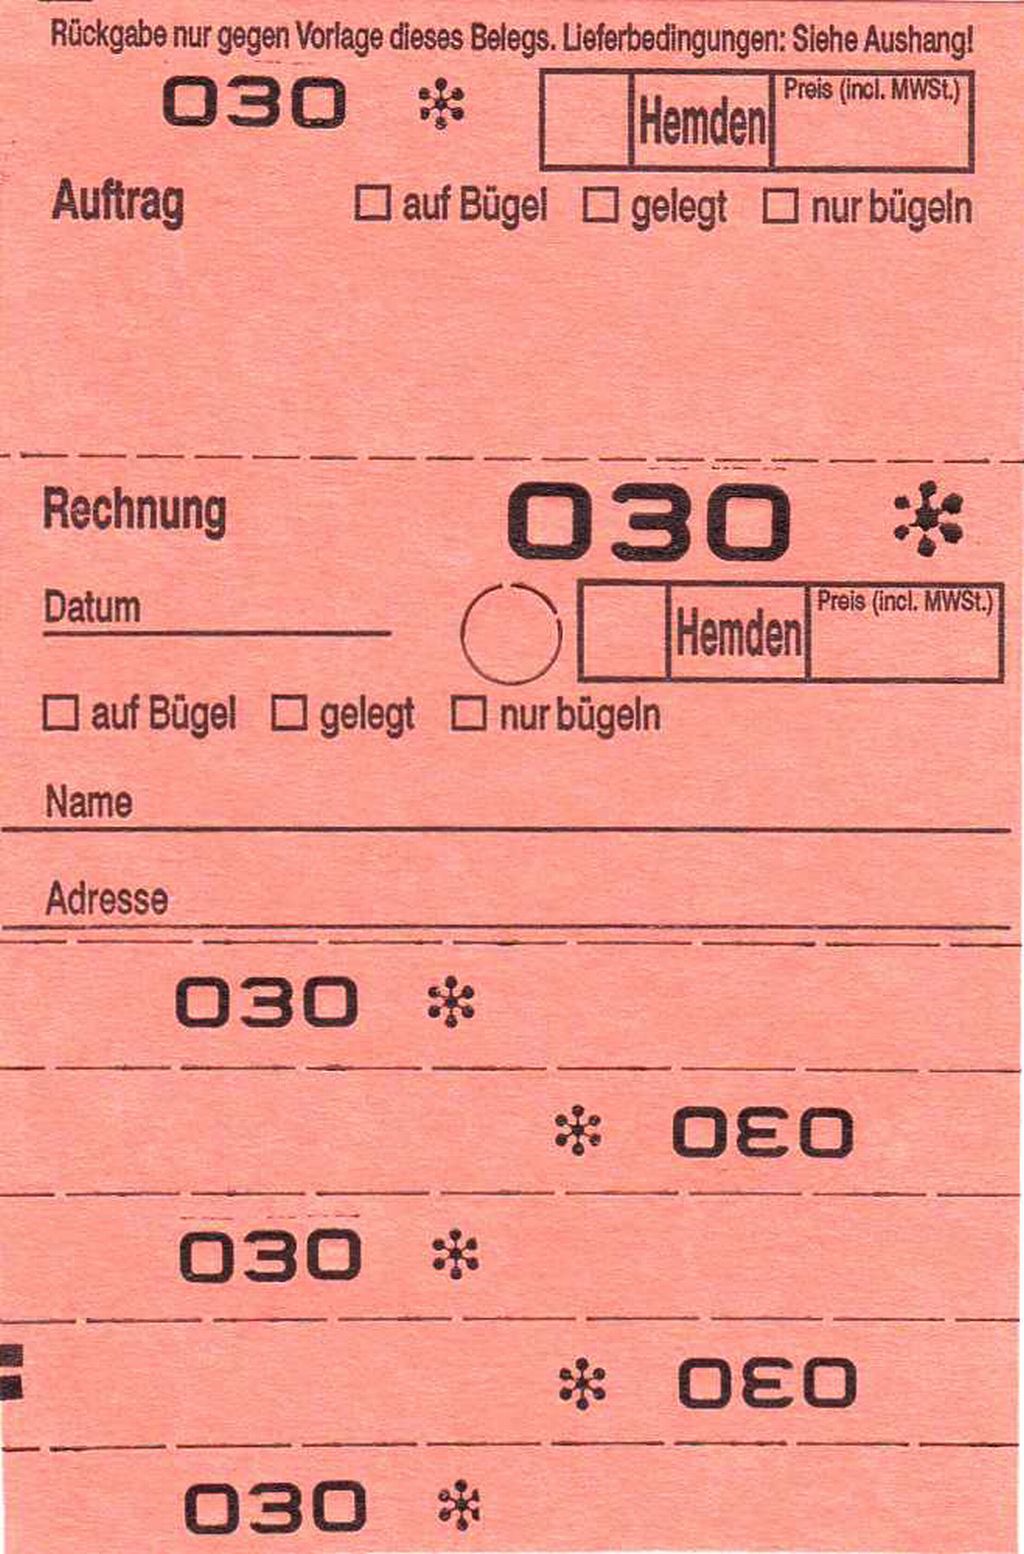 Rückgabe nur gegen Vorlage dieses Belegs. Lieferbedingungen: Siehe Aushang!
030 * Hemden Preis (incl. MWSt.)
Auftrag ☐ auf Bügel ☐ gelegt ☐ nur bügeln
Rechnung 030 *
Datum Hemden Preis (incl. MWSt.)
☐ auf Bügel ☐ gelegt ☐ nur bügeln
Name
Adresse
030 *
* 030
030 *
* 030
030 *